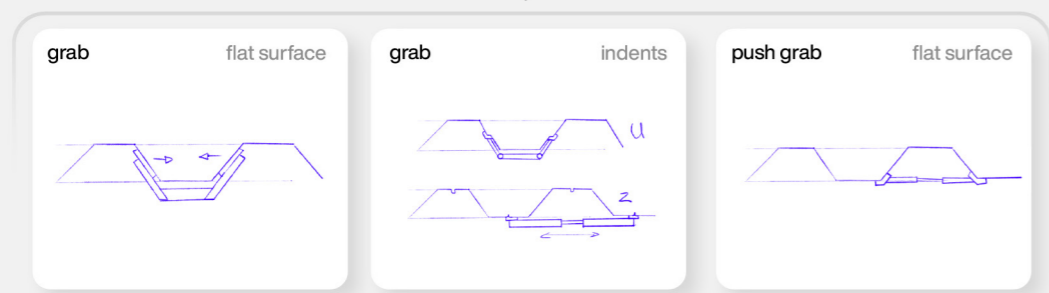 grab flat surface
grab indents
U
Z
push grab flat surface